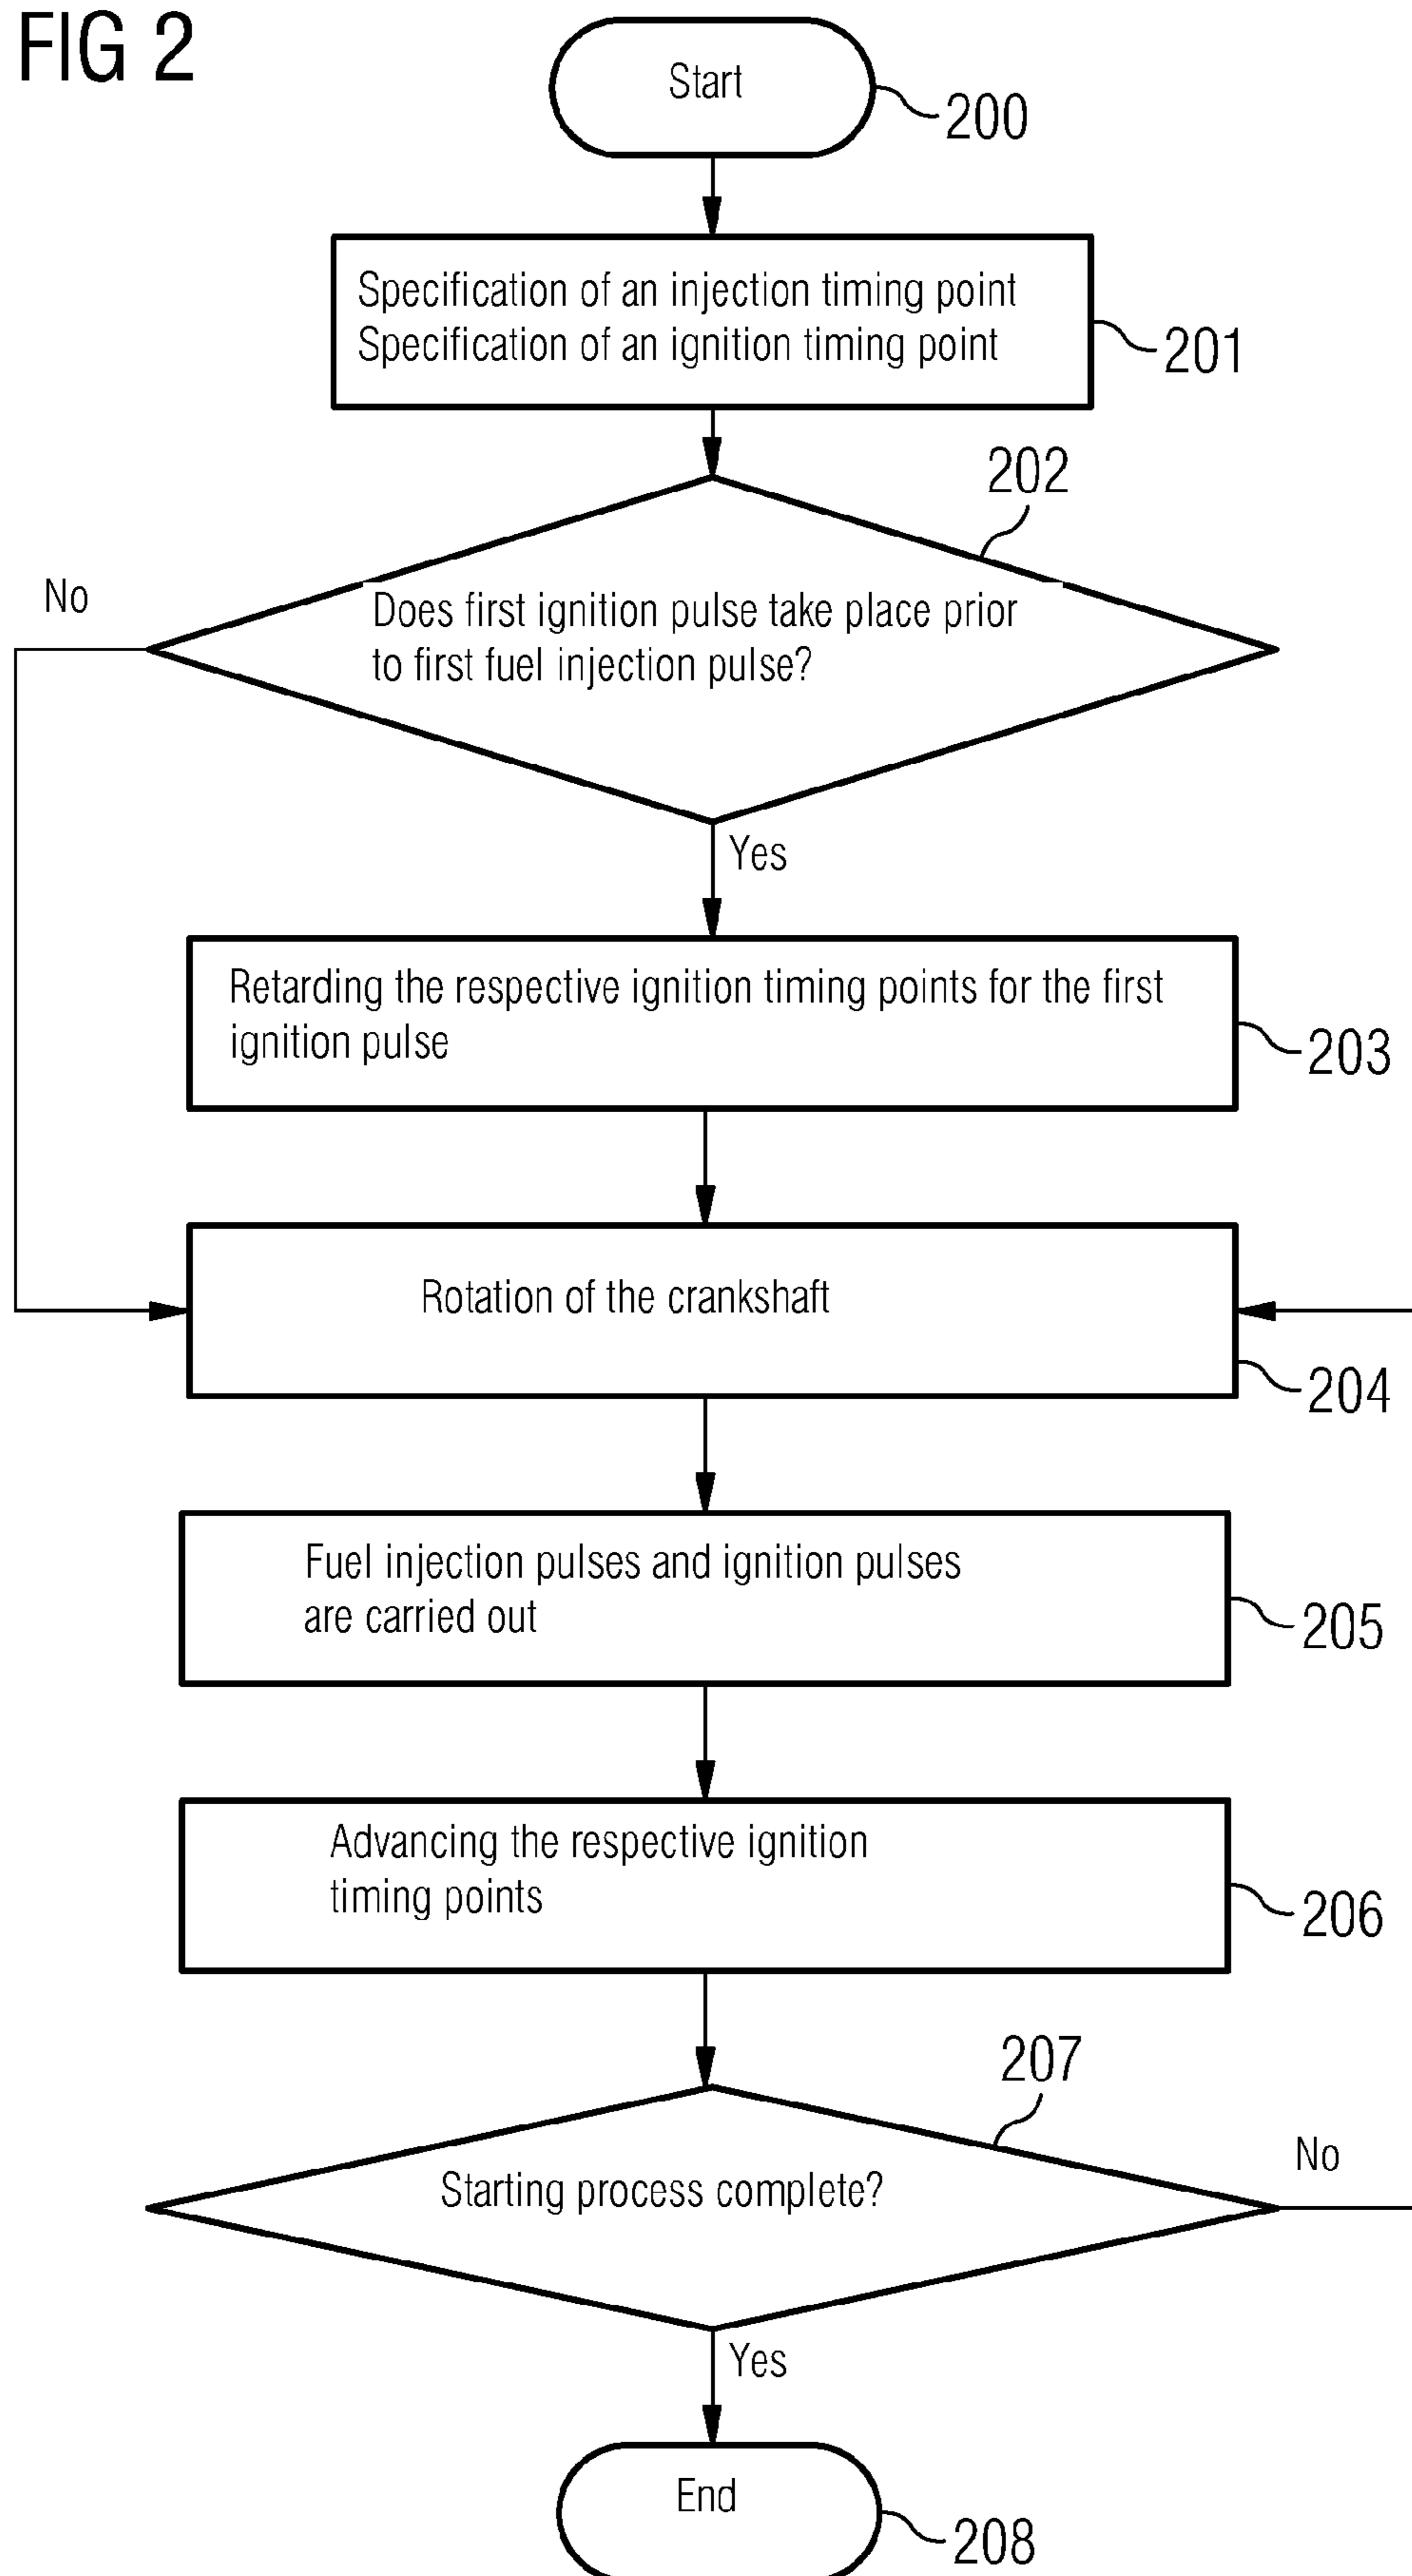 FIG 2
Start
200
Specification of an injection timing point
Specification of an ignition timing point
201
202
No
Does first ignition pulse take place prior
to first fuel injection pulse?
Yes
Retarding the respective ignition timing points for the first
ignition pulse
203
Rotation of the crankshaft
204
Fuel injection pulses and ignition pulses
are carried out
205
Advancing the respective ignition
timing points
206
207
No
Starting process complete?
Yes
End
208